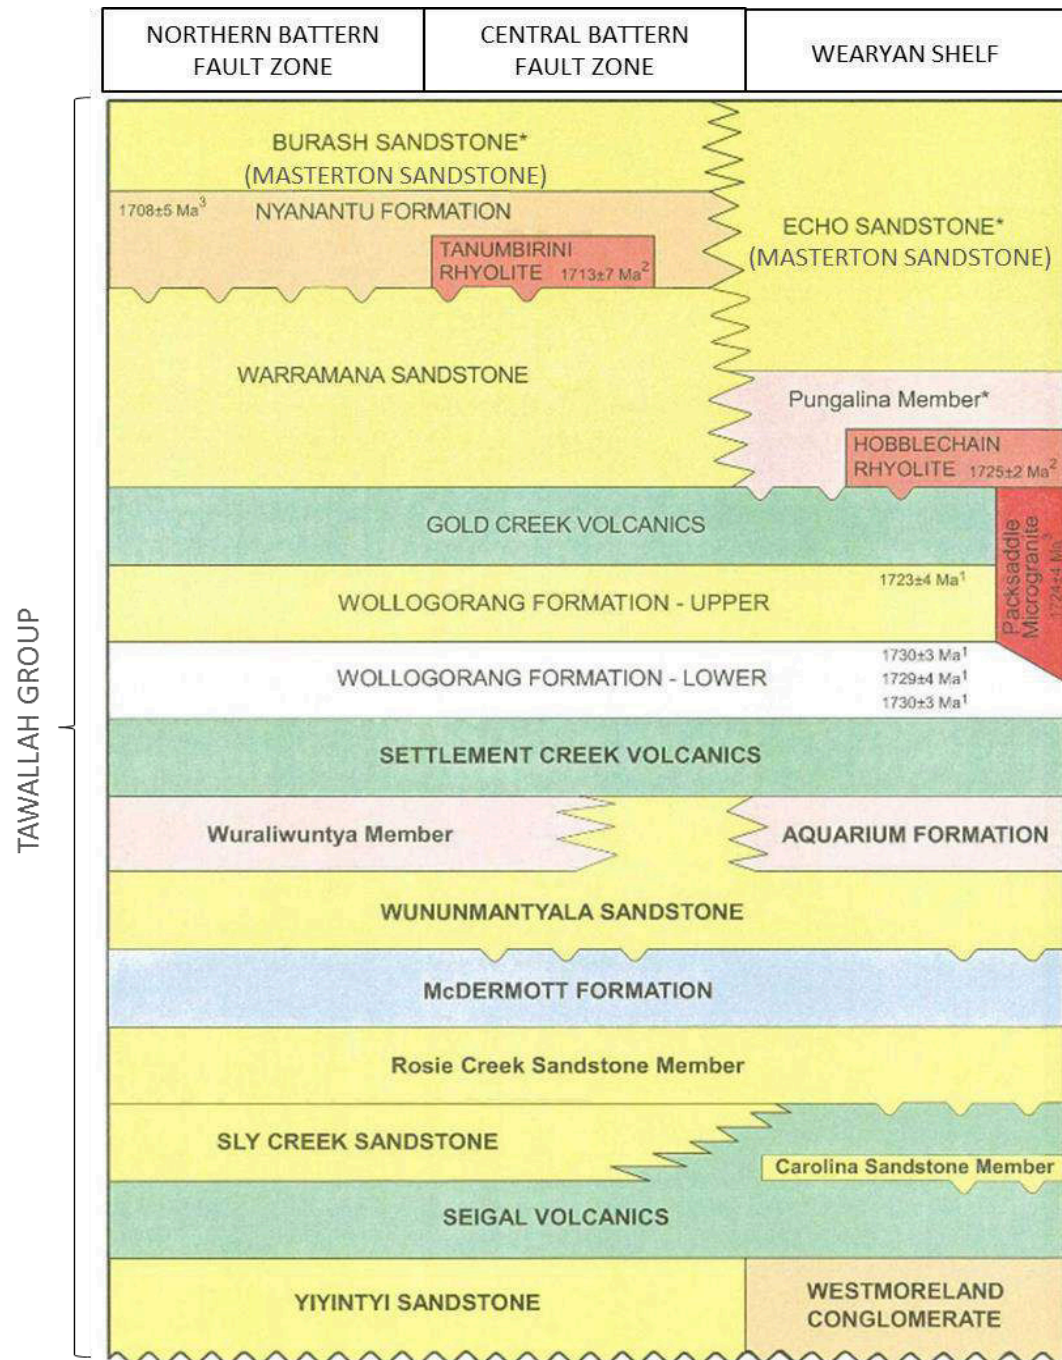 NORTHERN BATTERN
FAULT ZONE
CENTRAL BATTERN
FAULT ZONE
WEARYAN SHELF
TAWALLAH GROUP
BURASH SANDSTONE*
(MASTERTON SANDSTONE)
1708±5 Ma³
NYANANTU FORMATION
TANUMBIRINI
RHYOLITE 1713±7 Ma²
ECHO SANDSTONE*
(MASTERTON SANDSTONE)
WARRAMANA SANDSTONE
Pungalina Member*
HOBBLECHAIN
RHYOLITE 1725±2 Ma²
GOLD CREEK VOLCANICS
Packsaddle
Microgranite
1724±4 Ma³
1723±4 Ma¹
WOLLOGORANG FORMATION - UPPER
1730±3 Ma¹
WOLLOGORANG FORMATION - LOWER
1729±4 Ma¹
1730±3 Ma¹
SETTLEMENT CREEK VOLCANICS
Wuraliwuntya Member
AQUARIUM FORMATION
WUNUNMANTYALA SANDSTONE
McDERMOTT FORMATION
Rosie Creek Sandstone Member
SLY CREEK SANDSTONE
Carolina Sandstone Member
SEIGAL VOLCANICS
YIYINTYI SANDSTONE
WESTMORELAND
CONGLOMERATE